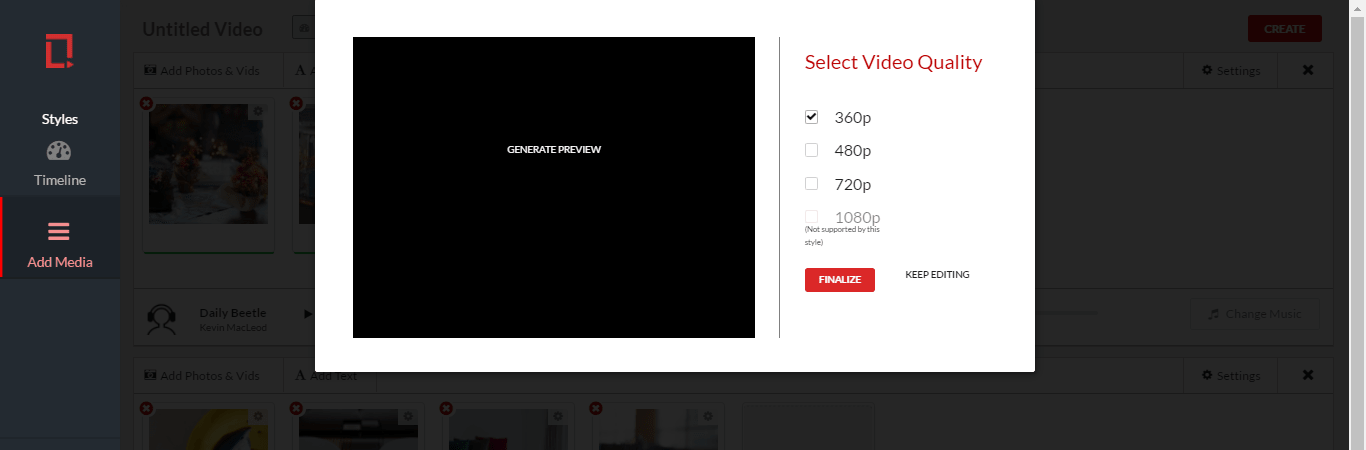 Untitled Video
CREATE
Styles
Timeline
Add Media
Add Photos & Vids
A
Settings
GENERATE PREVIEW
Select Video Quality
360p
480p
720p
1080p
(Not supported by this
style)
FINALIZE
KEEP EDITING
Daily Beetle
Kevin MacLeod
Change Music
Add Photos & Vids
A Add Text
Settings